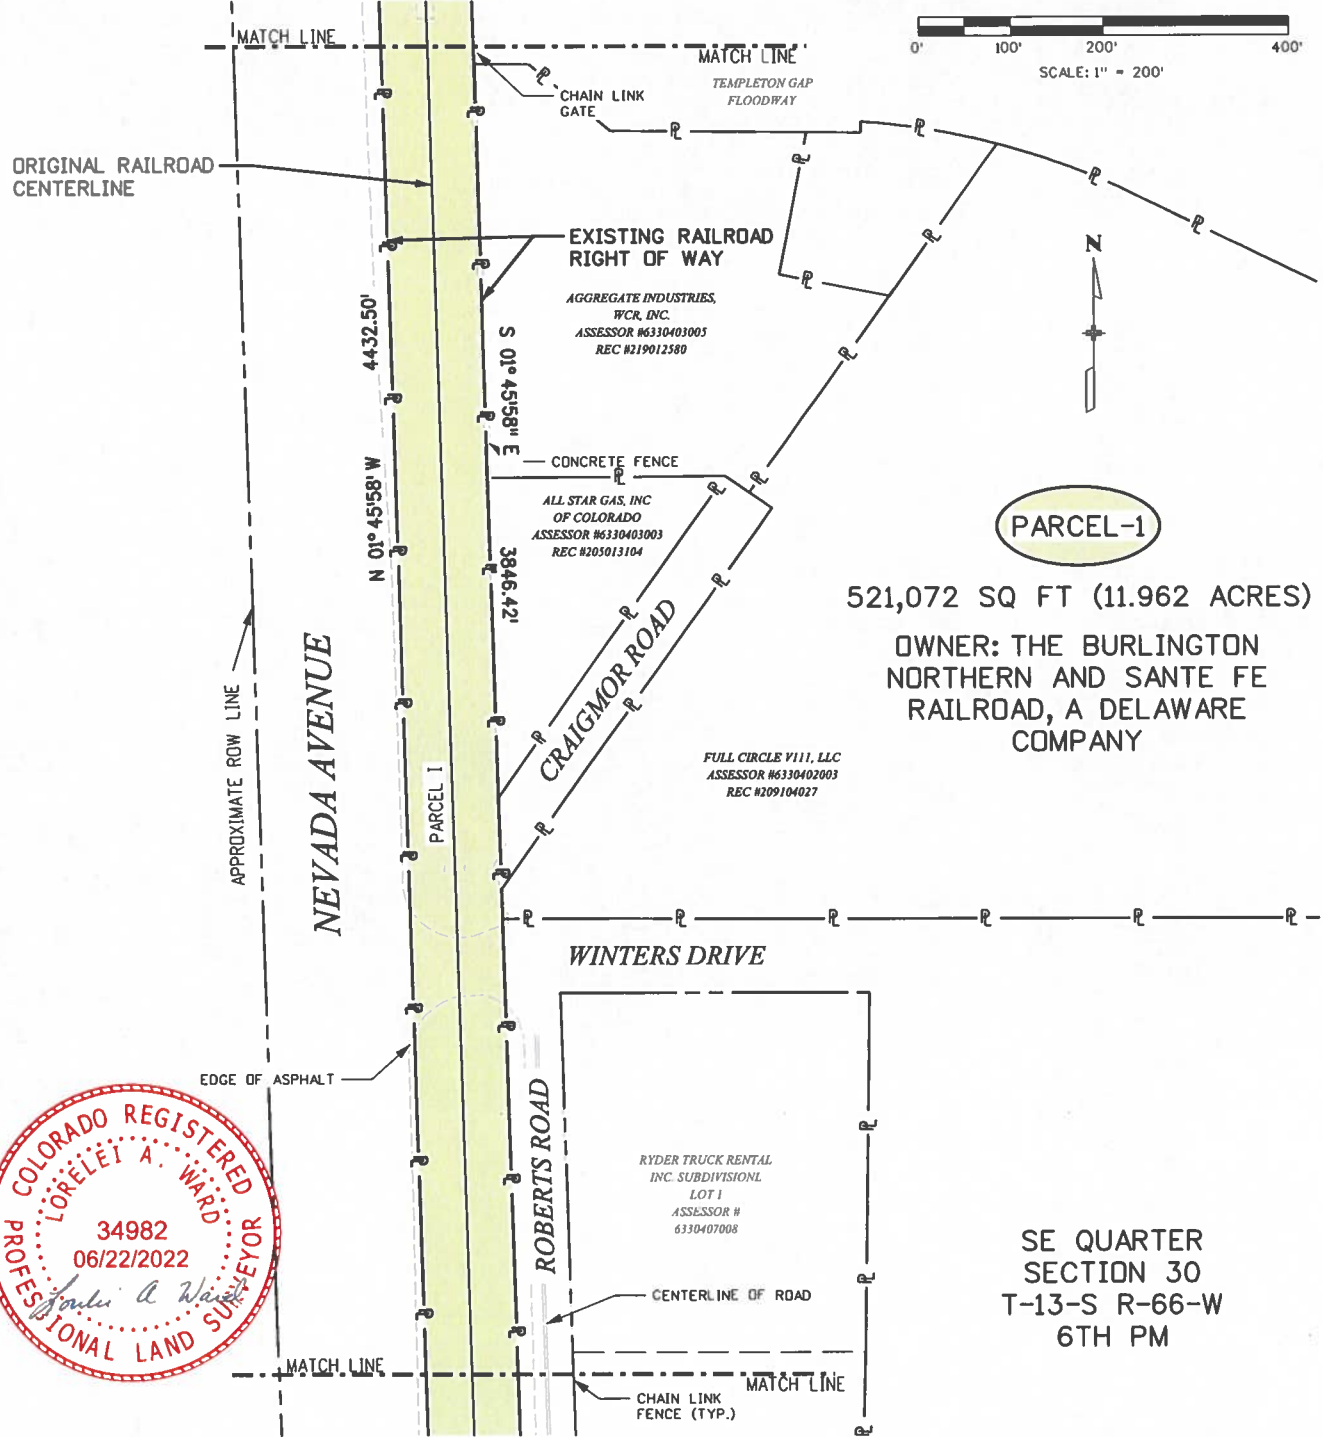 MATCH LINE
MATCH LINE
0' 100' 200' 400'
SCALE: 1" = 200'
TEMPLETON GAP
FLOODWAY
CHAIN LINK
GATE
ORIGINAL RAILROAD
CENTERLINE
EXISTING RAILROAD
RIGHT OF WAY
AGGREGATE INDUSTRIES,
WCR, INC.
ASSESSOR #6330403005
REC #219012580
N
4432.50'
N 01° 45'58' W
S 01° 45'58" E
3846.42'
CONCRETE FENCE
ALL STAR GAS, INC
OF COLORADO
ASSESSOR #6330403003
REC #205013104
PARCEL-1
521,072 SQ FT (11.962 ACRES)
OWNER: THE BURLINGTON
NORTHERN AND SANTE FE
RAILROAD, A DELAWARE
COMPANY
APPROXIMATE ROW LINE
NEVADA AVENUE
PARCEL I
CRAIGMOR ROAD
FULL CIRCLE V111, LLC
ASSESSOR #6330402003
REC #209104027
WINTERS DRIVE
EDGE OF ASPHALT
ROBERTS ROAD
RYDER TRUCK RENTAL
INC. SUBDIVISIONL
LOT 1
ASSESSOR #
6330407008
COLORADO REGISTERED
LORELEI A. WARD
34982
06/22/2022
PROFESSIONAL LAND SURVEYOR
CENTERLINE OF ROAD
SE QUARTER
SECTION 30
T-13-S R-66-W
6TH PM
MATCH LINE
MATCH LINE
CHAIN LINK
FENCE (TYP.)